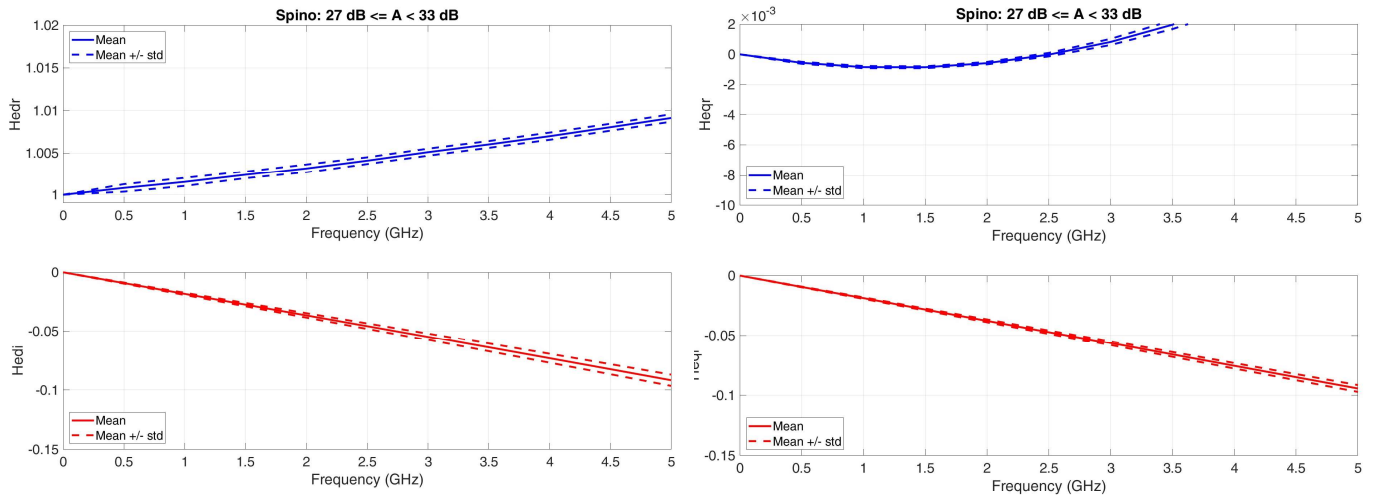 Spino: 27 dB <= A < 33 dB
1.02
1.015
1.01
1.005
1
Hedr
Mean
Mean +/- std
0 0.5 1 1.5 2 2.5 3 3.5 4 4.5 5
Frequency (GHz)
×10⁻³
Spino: 27 dB <= A < 33 dB
2
0
-2
-4
-6
-8
-10
Heqr
Mean
Mean +/- std
0 0.5 1 1.5 2 2.5 3 3.5 4 4.5 5
Frequency (GHz)
0
-0.05
-0.1
-0.15
Hedi
Mean
Mean +/- std
0 0.5 1 1.5 2 2.5 3 3.5 4 4.5 5
Frequency (GHz)
0
-0.05
-0.1
-0.15
Heqi
Mean
Mean +/- std
0 0.5 1 1.5 2 2.5 3 3.5 4 4.5 5
Frequency (GHz)